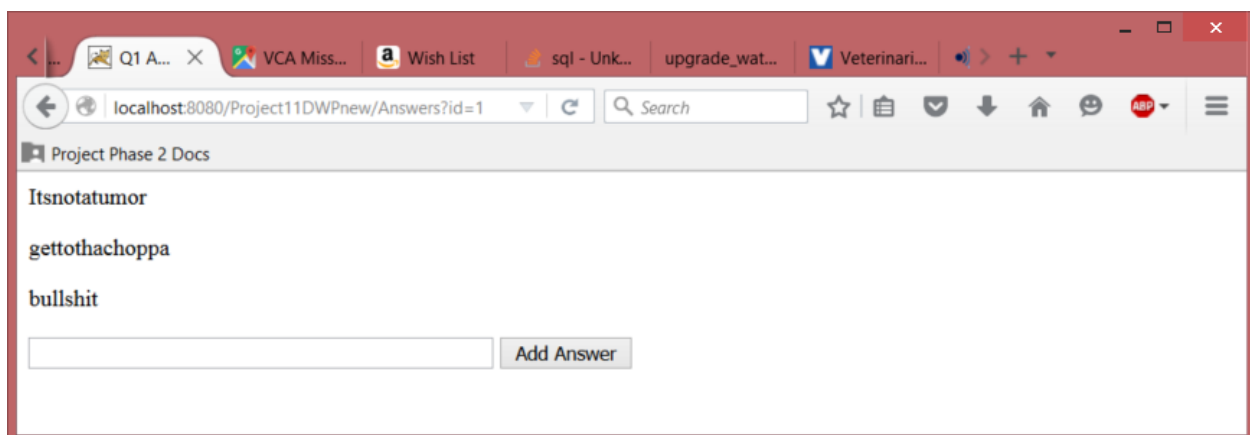 ... Q1 A... VCA Miss... a Wish List sql - Unk... upgrade_wat... V Veterinari...
localhost:8080/Project11DWPnew/Answers?id=1 Search ABP
Project Phase 2 Docs
Itsnotatumor
gettothachoppa
bullshit
Add Answer